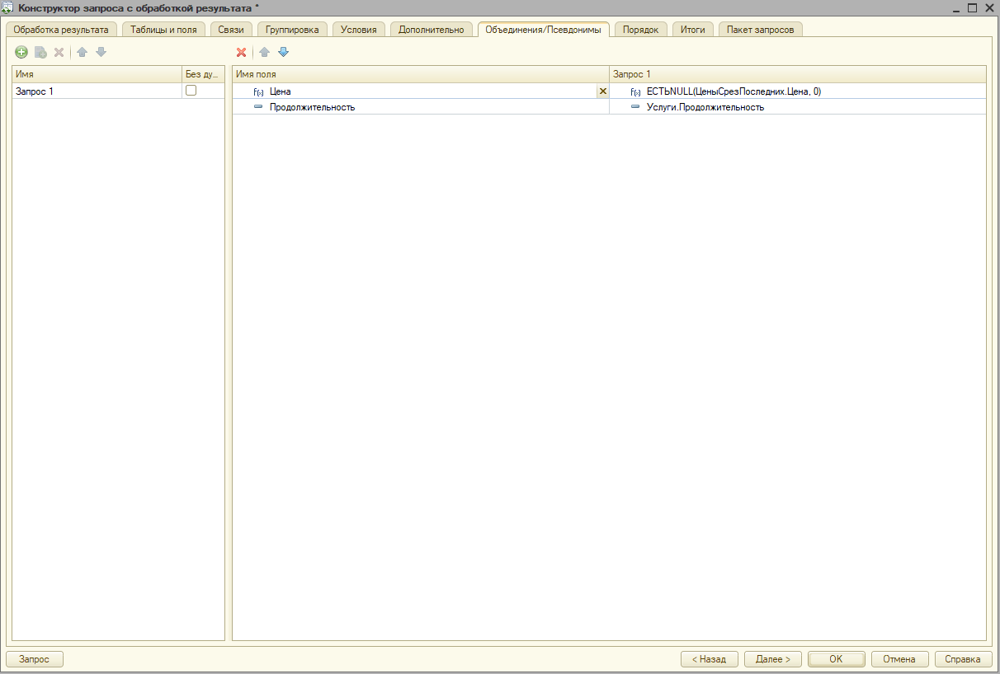 Конструктор запроса с обработкой результата *
Обработка результата Таблицы и поля Связи Группировка Условия Дополнительно Объединения/Псевдонимы Порядок Итоги Пакет запросов
Имя Без ду... Имя поля Запрос 1
Запрос 1 f(x) Цена f(x) ЕСТЬNULL(ЦеныСрезПоследних.Цена, 0)
Продолжительность Услуги.Продолжительность
Запрос < Назад Далее > OK Отмена Справка